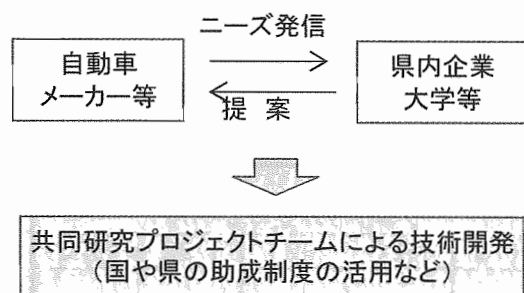 ニーズ発信
自動車
メーカー等
県内企業
大学等
提 案
共同研究プロジェクトチームによる技術開発
（国や県の助成制度の活用など）